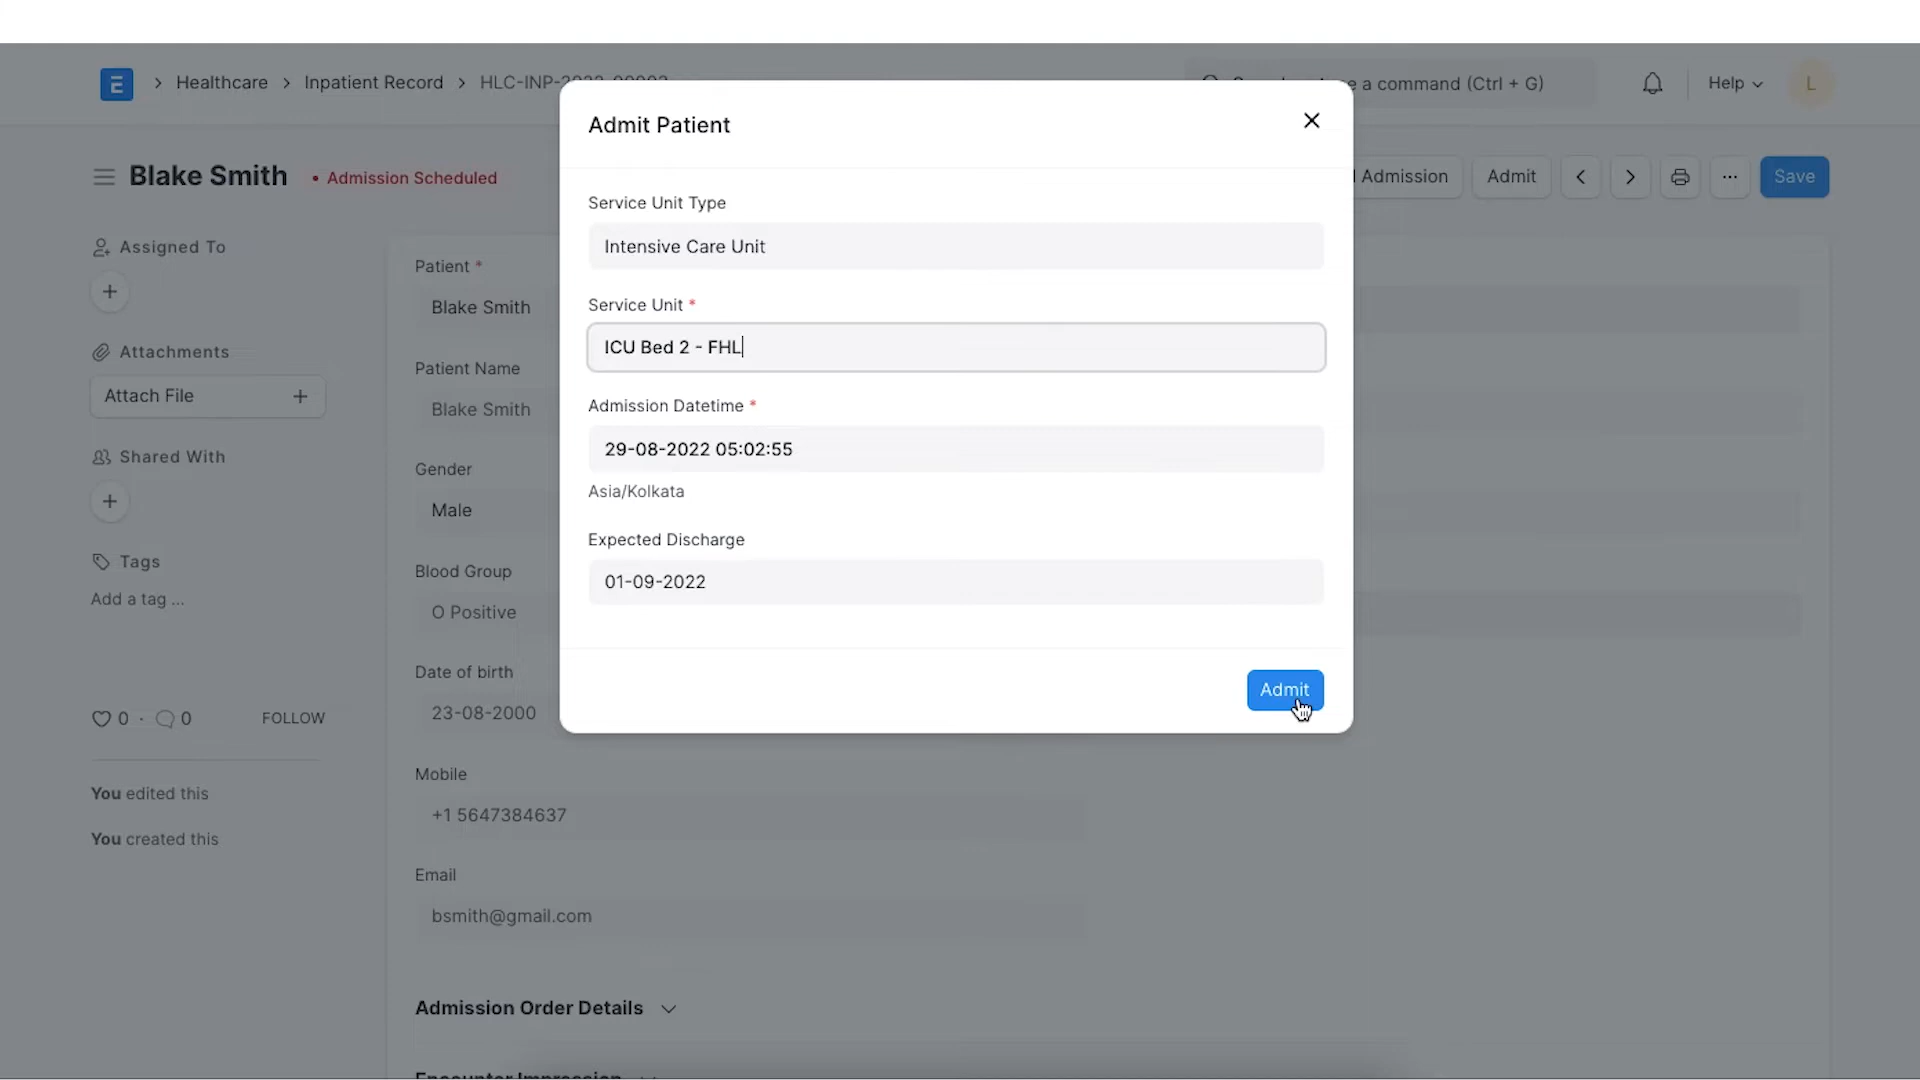 E > Healthcare > Inpatient Record > HLC-INP-2022-00003
e a command (Ctrl + G)
Help
L
Blake Smith
• Admission Scheduled
Admission
Admit
...
Save
Assigned To
+
Attachments
Attach File +
Shared With
+
Tags
Add a tag ...
0 · 0 FOLLOW
You edited this
You created this
Patient *
Blake Smith
Patient Name
Blake Smith
Gender
Male
Blood Group
O Positive
Date of birth
23-08-2000
Mobile
+1 5647384637
Email
bsmith@gmail.com
Admission Order Details
Encounter Impression
Admit Patient
Service Unit Type
Intensive Care Unit
Service Unit *
ICU Bed 2 - FHL
Admission Datetime *
29-08-2022 05:02:55
Asia/Kolkata
Expected Discharge
01-09-2022
Admit